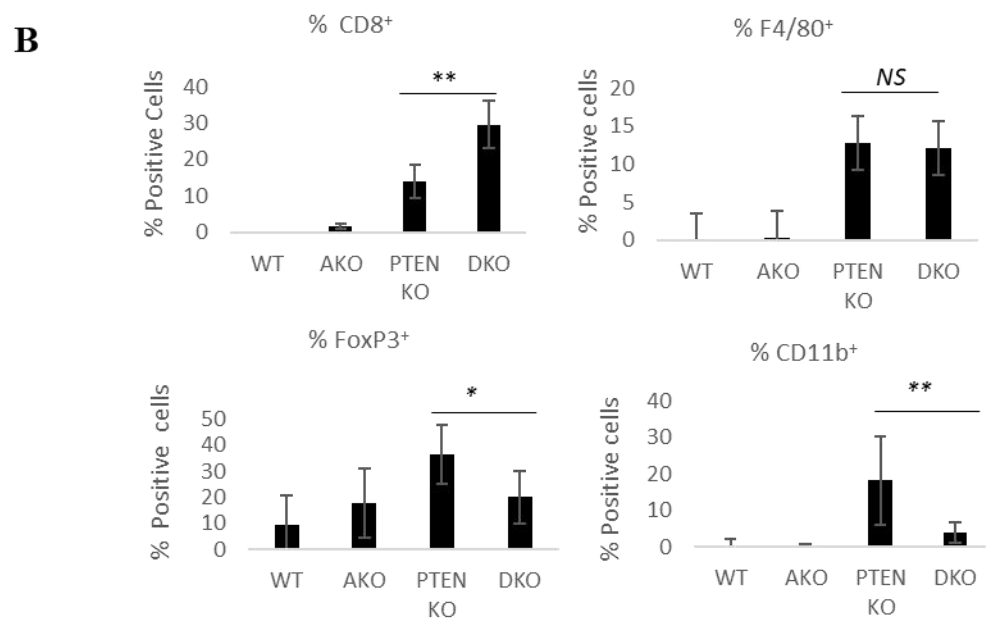 B
% CD8⁺
% Positive Cells
40
30
20
10
0
**
WT AKO PTEN KO DKO
% F4/80⁺
% Positive cells
20
15
10
5
0
NS
WT AKO PTEN KO DKO
% FoxP3⁺
% Positive cells
50
40
30
20
10
0
*
WT AKO PTEN KO DKO
% CD11b⁺
% Positive cells
40
30
20
10
0
**
WT AKO PTEN KO DKO